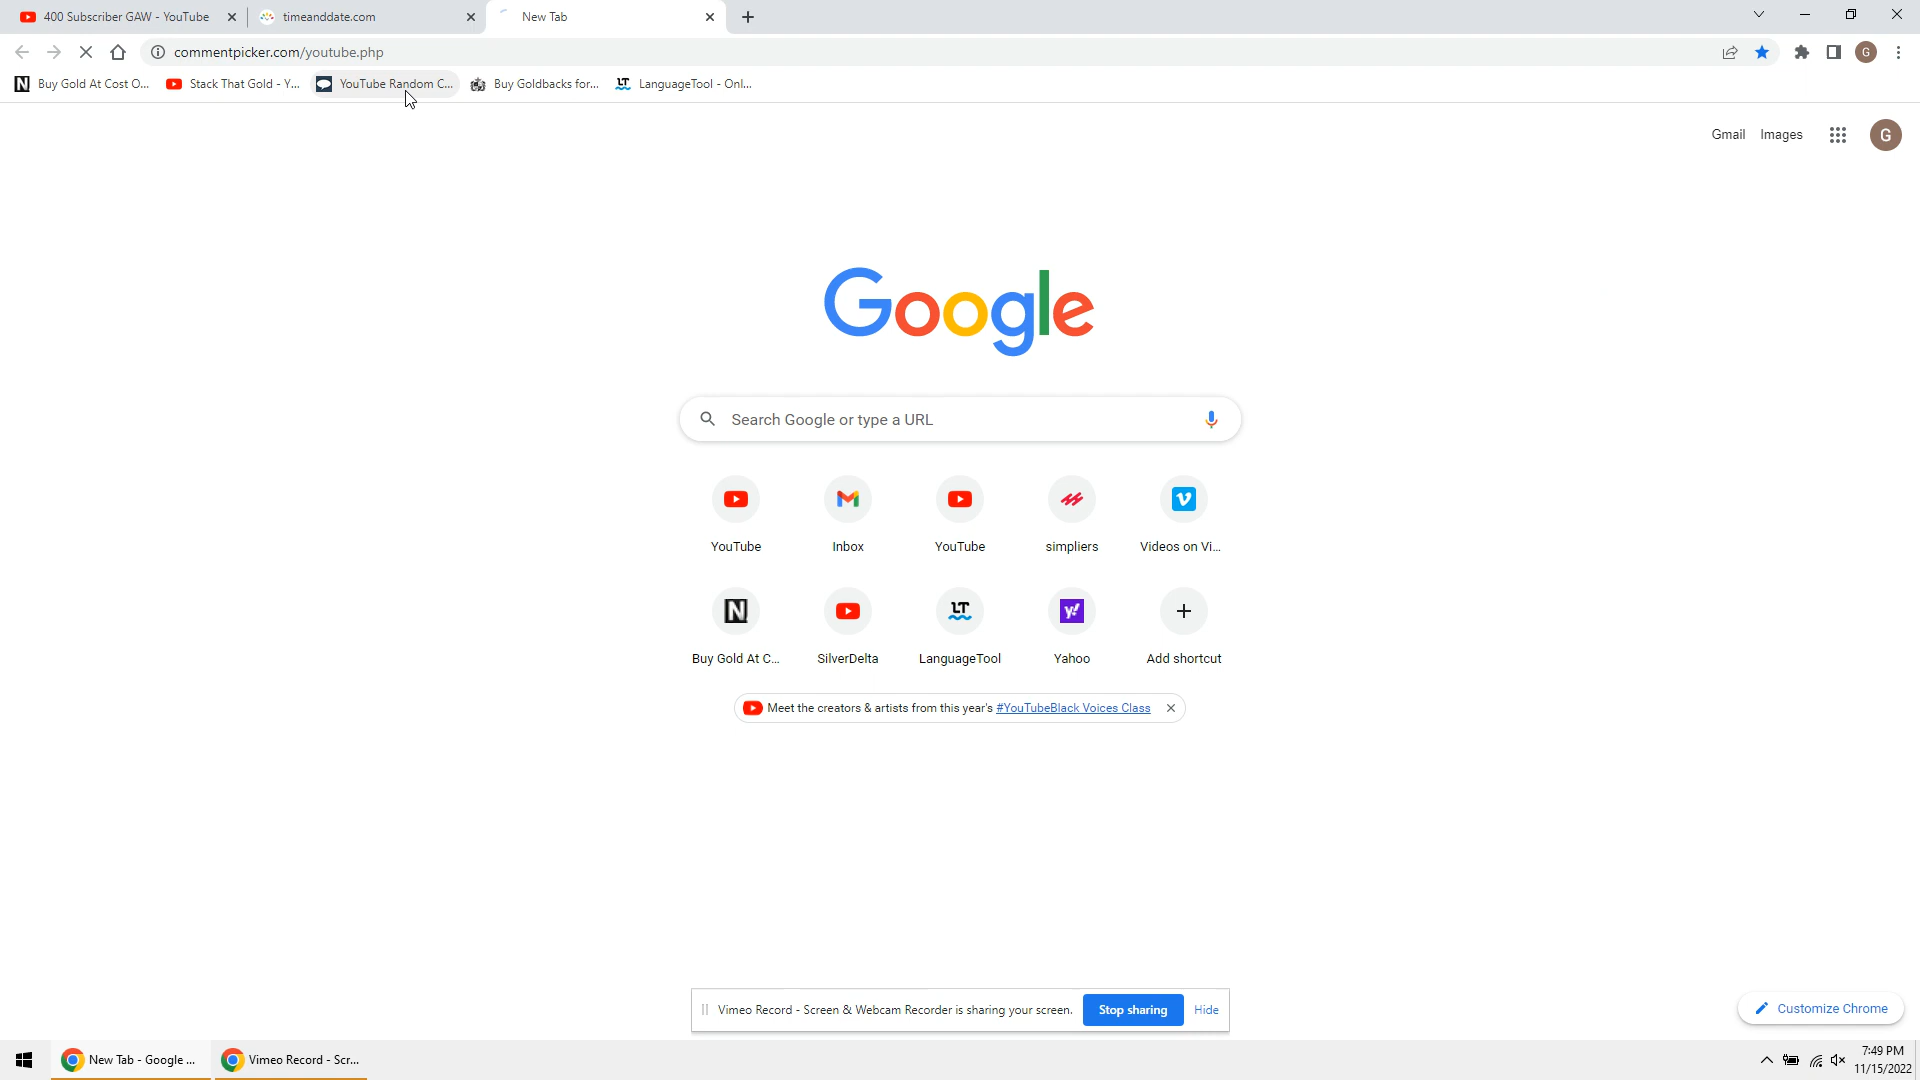 400 Subscriber GAW - YouTube
timeanddate.com
New Tab
commentpicker.com/youtube.php
G
Buy Gold At Cost O...
Stack That Gold - Y...
YouTube Random C...
Buy Goldbacks for...
LT
LanguageTool - Onl...
Gmail
Images
G
Google
Search Google or type a URL
YouTube
Inbox
YouTube
simpliers
Videos on Vi...
N
LT
y!
Buy Gold At C...
SilverDelta
LanguageTool
Yahoo
Add shortcut
Meet the creators & artists from this year's #YouTubeBlack Voices Class
Vimeo Record - Screen & Webcam Recorder is sharing your screen.
Stop sharing
Hide
Customize Chrome
New Tab - Google ...
Vimeo Record - Scr...
7:49 PM
11/15/2022